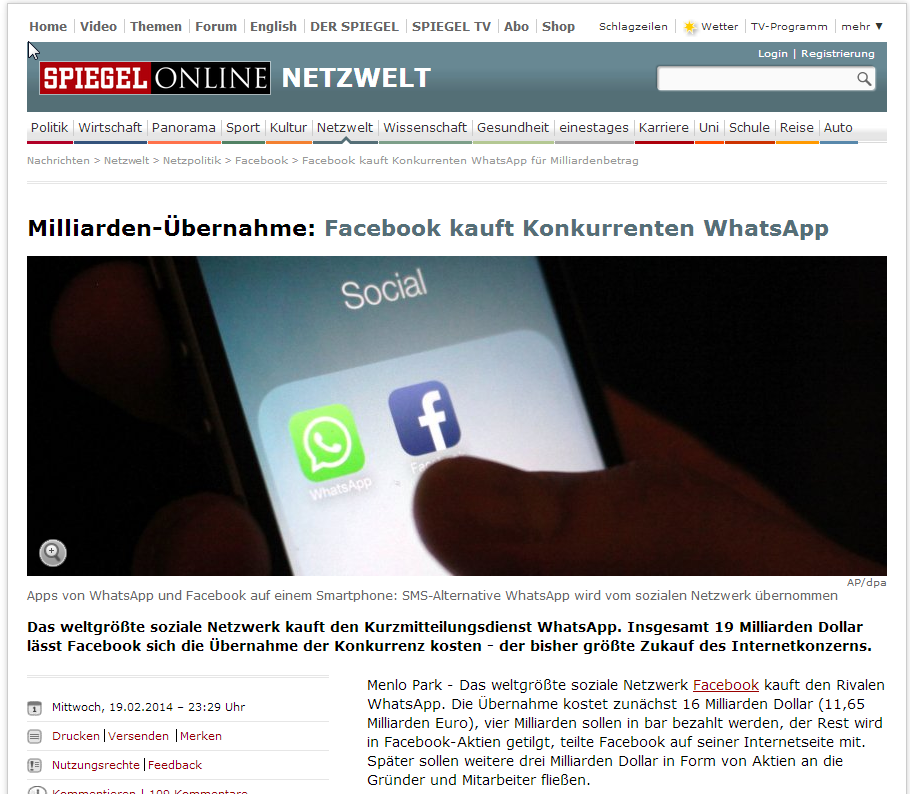 Home Video Themen Forum English DER SPIEGEL SPIEGEL TV Abo Shop Schlagzeilen Wetter TV-Programm mehr ▼
Login | Registrierung
SPIEGEL ONLINE NETZWELT
Politik Wirtschaft Panorama Sport Kultur Netzwelt Wissenschaft Gesundheit einestages Karriere Uni Schule Reise Auto
Nachrichten > Netzwelt > Netzpolitik > Facebook > Facebook kauft Konkurrenten WhatsApp für Milliardenbetrag
Milliarden-Übernahme: Facebook kauft Konkurrenten WhatsApp
Social
WhatsApp
AP/dpa
Apps von WhatsApp und Facebook auf einem Smartphone: SMS-Alternative WhatsApp wird vom sozialen Netzwerk übernommen
Das weltgrößte soziale Netzwerk kauft den Kurzmitteilungsdienst WhatsApp. Insgesamt 19 Milliarden Dollar
lässt Facebook sich die Übernahme der Konkurrenz kosten - der bisher größte Zukauf des Internetkonzerns.
Mittwoch, 19.02.2014 – 23:29 Uhr
Drucken | Versenden | Merken
Nutzungsrechte | Feedback
Kommentieren | 109 Kommentare
Menlo Park - Das weltgrößte soziale Netzwerk Facebook kauft den Rivalen
WhatsApp. Die Übernahme kostet zunächst 16 Milliarden Dollar (11,65
Milliarden Euro), vier Milliarden sollen in bar bezahlt werden, der Rest wird
in Facebook-Aktien getilgt, teilte Facebook auf seiner Internetseite mit.
Später sollen weitere drei Milliarden Dollar in Form von Aktien an die
Gründer und Mitarbeiter fließen.